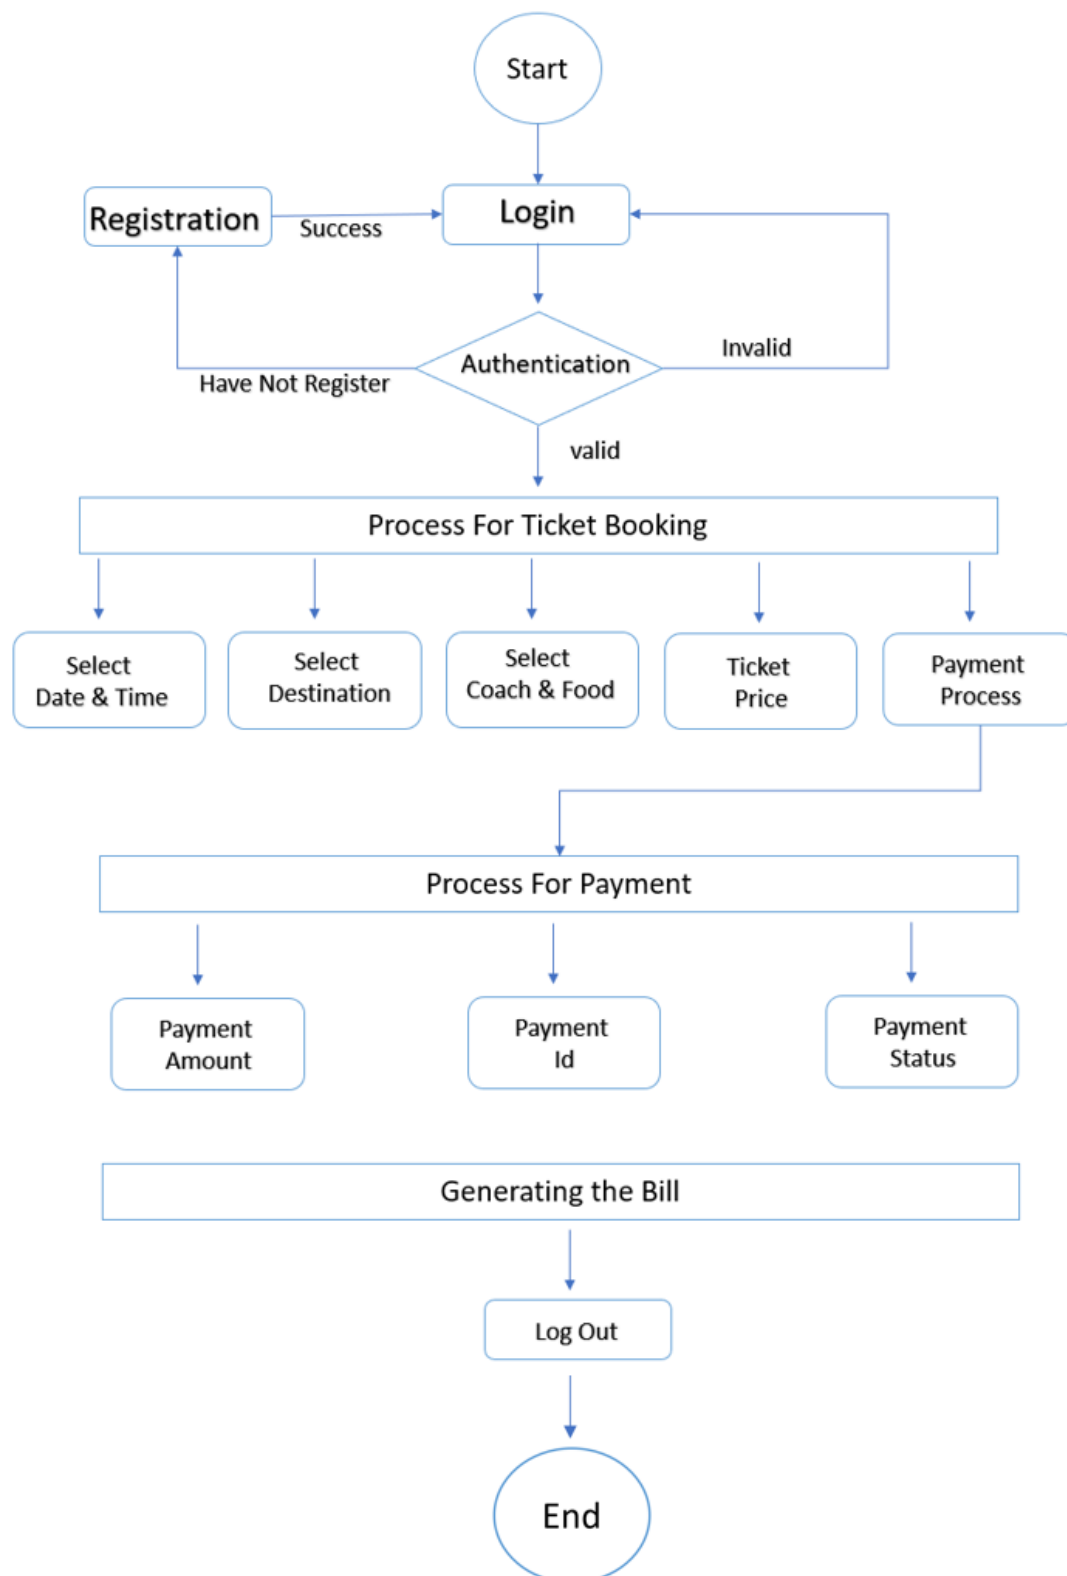 Start
Registration
Success
Login
Authentication
Invalid
Have Not Register
valid
Process For Ticket Booking
Select
Date & Time
Select
Destination
Select
Coach & Food
Ticket
Price
Payment
Process
Process For Payment
Payment
Amount
Payment
Id
Payment
Status
Generating the Bill
Log Out
End